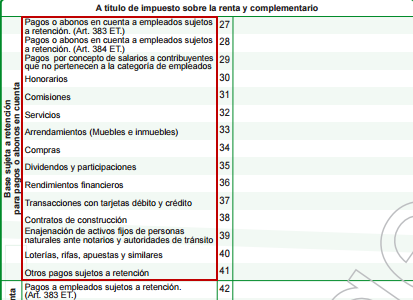 A titulo de impuesto sobre la renta y complementario
Base sujeta a retención
para pagos o abonos en cuenta
Pagos o abonos en cuenta a empleados sujetos
a retención. (Art. 383 ET.)
27
Pagos o abonos en cuenta a empleados sujetos
a retención. (Art. 384 ET.)
28
Pagos por concepto de salarios a contribuyentes
que no pertenecen a la categoría de empleados
29
Honorarios
30
Comisiones
31
Servicios
32
Arrendamientos (Muebles e inmuebles)
33
Compras
34
Dividendos y participaciones
35
Rendimientos financieros
36
Transacciones con tarjetas débito y crédito
37
Contratos de construcción
38
Enajenación de activos fijos de personas
naturales ante notarios y autoridades de tránsito
39
Loterías, rifas, apuestas y similares
40
Otros pagos sujetos a retención
41
Pagos a empleados sujetos a retención.
(Art. 383 ET.)
42